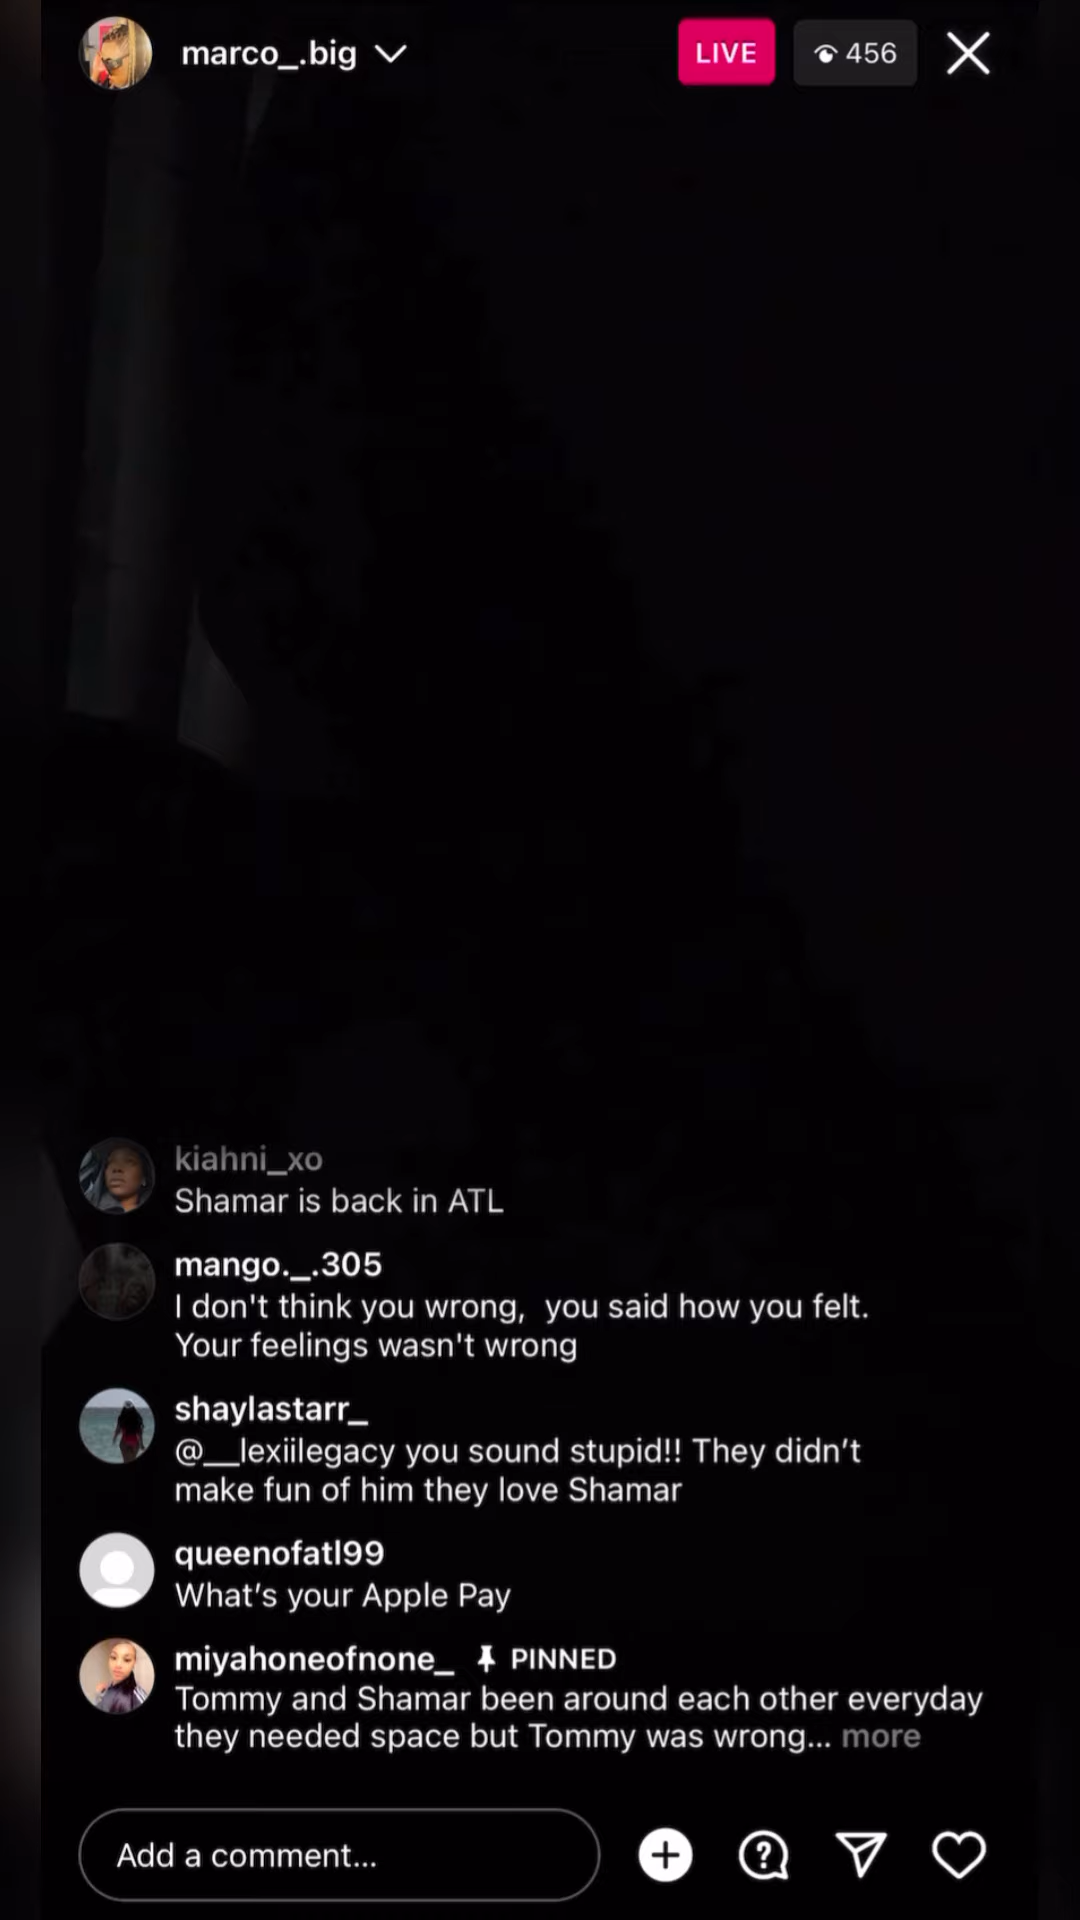 marco_.big
LIVE
456
kiahni_xo
Shamar is back in ATL
mango._.305
I don't think you wrong,  you said how you felt.
Your feelings wasn't wrong
shaylastarr_
@__lexiilegacy you sound stupid!! They didn’t
make fun of him they love Shamar
queenofatl99
What’s your Apple Pay
miyahoneofnone_ PINNED
Tommy and Shamar been around each other everyday
they needed space but Tommy was wrong... more
Add a comment...